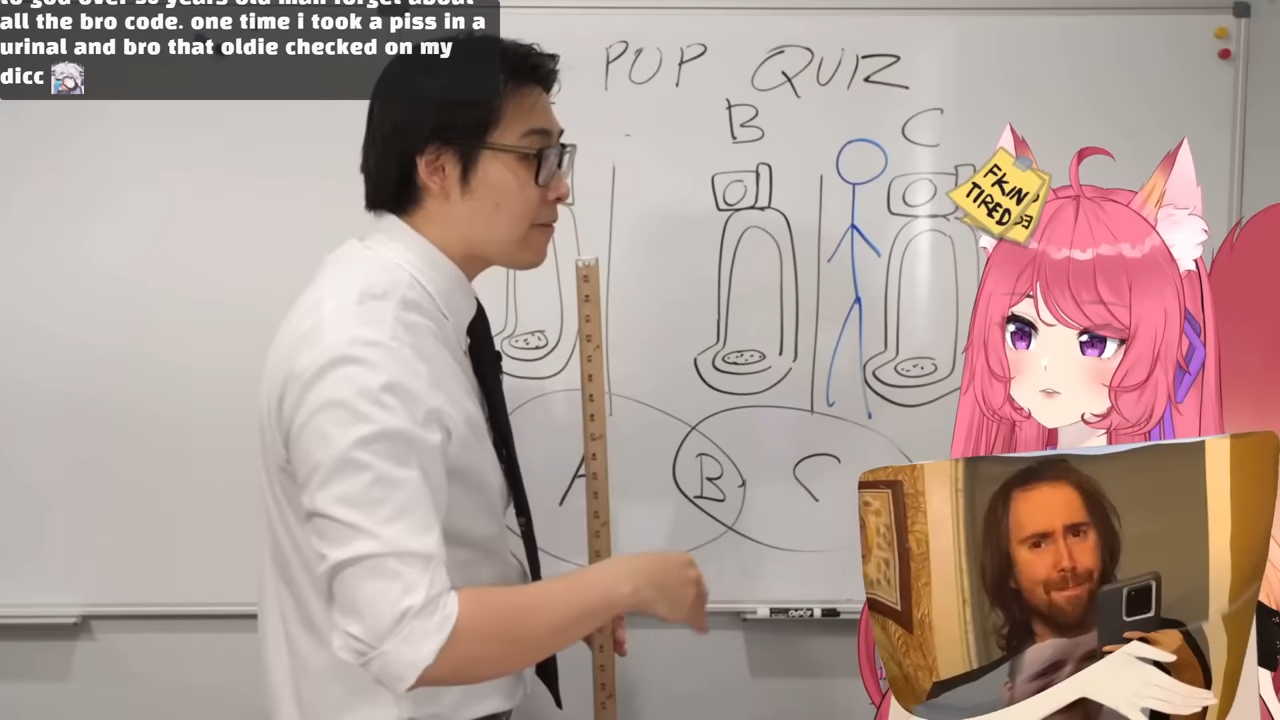 all the bro code. one time i took a piss in a
urinal and bro that oldie checked on my
dicc
POP QUIZ
B
C
FKIN
TIRED
A
B
C